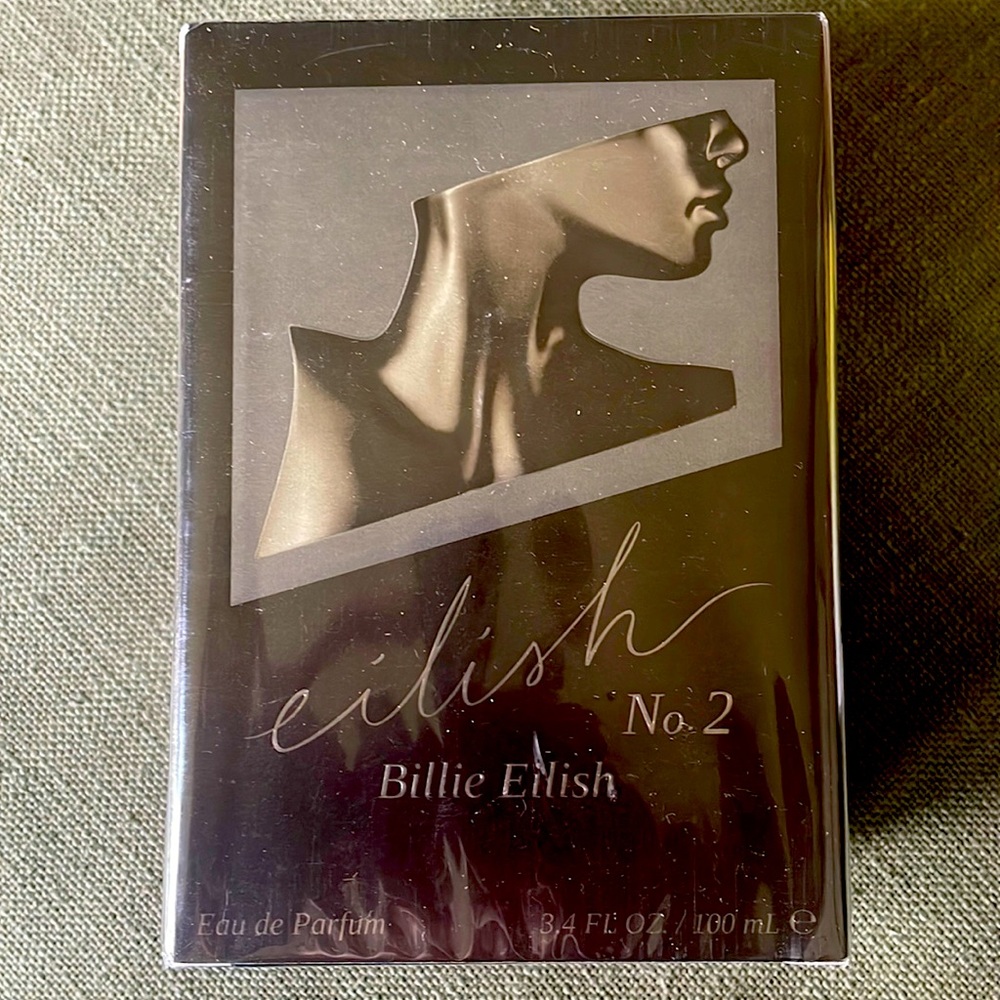 eilish
No. 2
Billie Eilish
Eau de Parfum
3.4 Fl. OZ. / 100 mL ℮